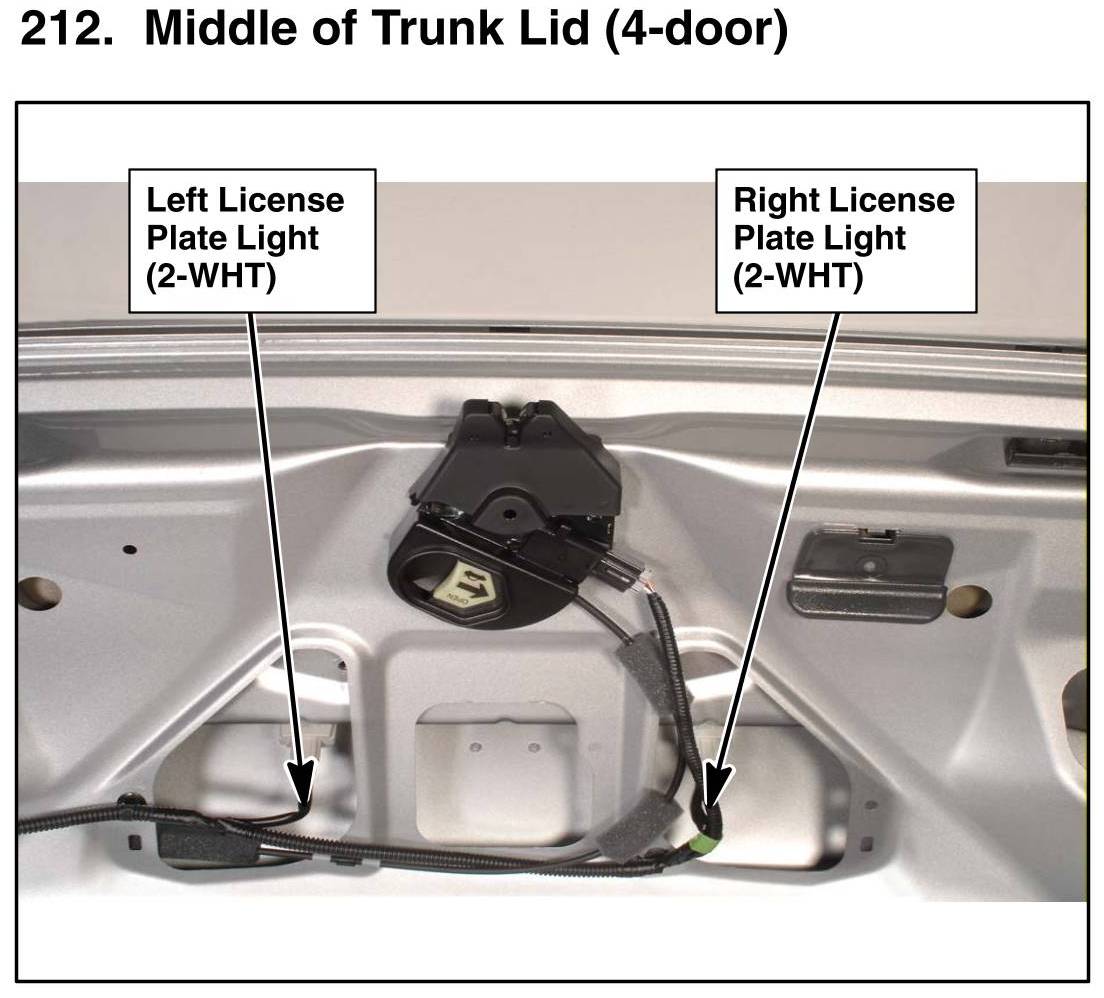 212. Middle of Trunk Lid (4-door)
Left License
Plate Light
(2-WHT)
Right License
Plate Light
(2-WHT)
OPEN